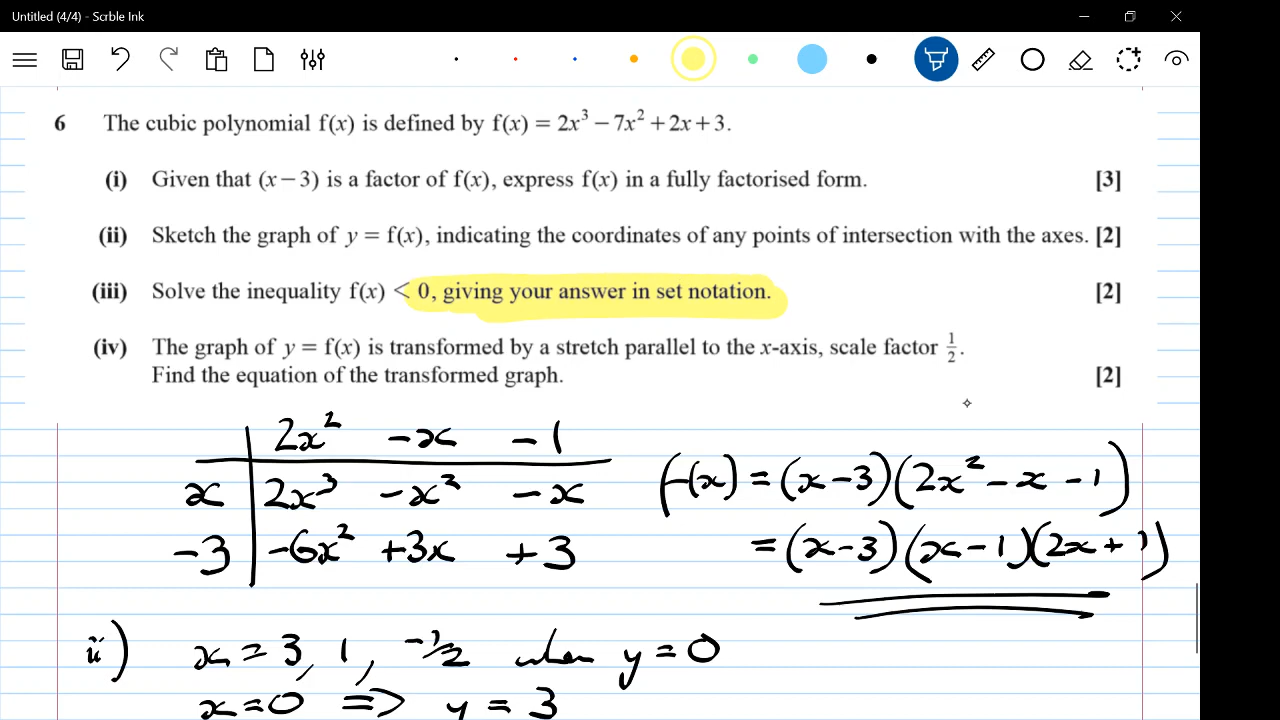 Untitled (4/4) - Scrble Ink
6 The cubic polynomial f(x) is defined by f(x) = 2x³ − 7x² + 2x + 3.
(i) Given that (x − 3) is a factor of f(x), express f(x) in a fully factorised form. [3]
(ii) Sketch the graph of y = f(x), indicating the coordinates of any points of intersection with the axes. [2]
(iii) Solve the inequality f(x) < 0, giving your answer in set notation. [2]
(iv) The graph of y = f(x) is transformed by a stretch parallel to the x-axis, scale factor 1/2.
Find the equation of the transformed graph. [2]
2x² −x −1
x 2x³ −x² −x
−3 −6x² +3x +3
f(x) = (x−3)(2x² − x − 1)
= (x−3)(x−1)(2x+1)
ii) x = 3, 1, −1/2 when y = 0
x=0 => y = 3